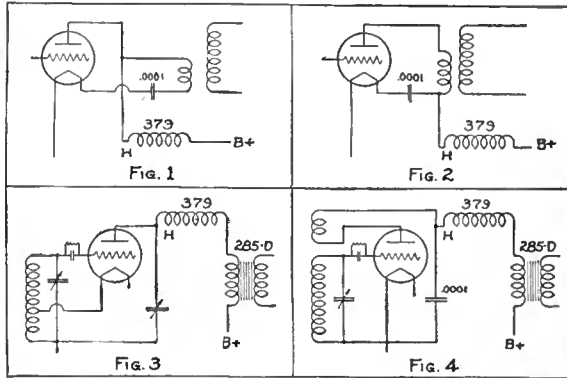 .0001
379
H
B+
FIG. 1
.0001
379
H
B+
FIG. 2
379
H
285-D
B+
FIG. 3
379
H
285-D
.0001
B+
FIG. 4